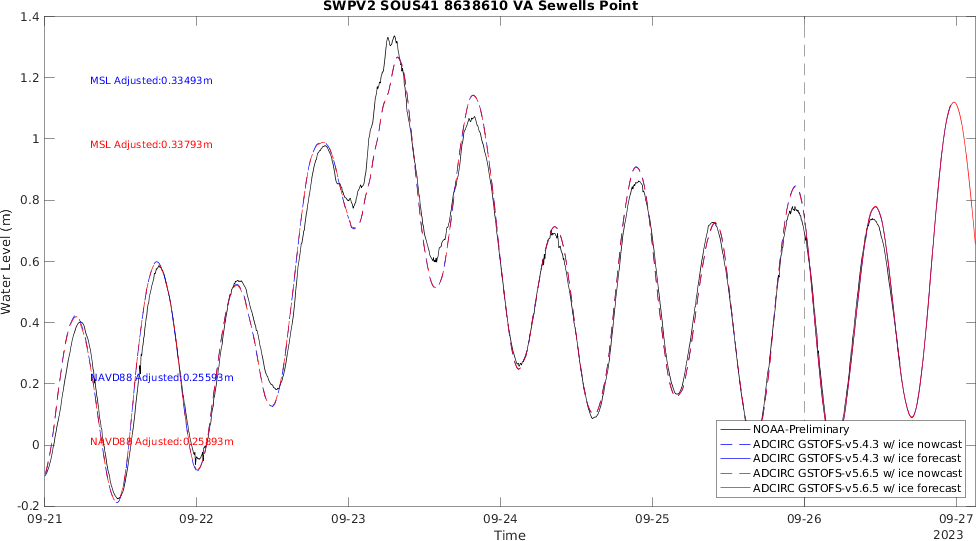 SWPV2 SOUS41 8638610 VA Sewells Point
1.4
1.2
1
0.8
0.6
0.4
0.2
0
-0.2
Water Level (m)
MSL Adjusted:0.33493m
MSL Adjusted:0.33793m
NAVD88 Adjusted:0.25593m
NAVD88 Adjusted:0.25893m
NOAA-Preliminary
ADCIRC GSTOFS-v5.4.3 w/ ice nowcast
ADCIRC GSTOFS-v5.4.3 w/ ice forecast
ADCIRC GSTOFS-v5.6.5 w/ ice nowcast
ADCIRC GSTOFS-v5.6.5 w/ ice forecast
09-21 09-22 09-23 09-24 09-25 09-26 09-27
Time
2023